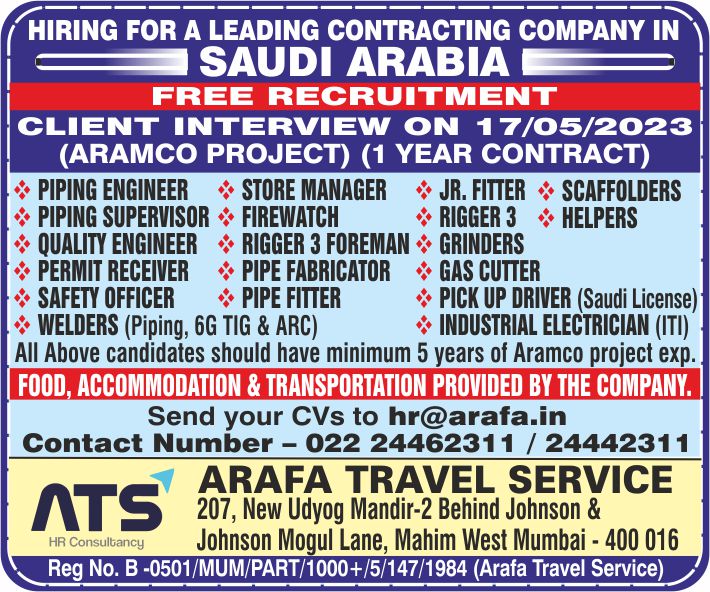 HIRING FOR A LEADING CONTRACTING COMPANY IN
SAUDI ARABIA
FREE RECRUITMENT
CLIENT INTERVIEW ON 17/05/2023
(ARAMCO PROJECT) (1 YEAR CONTRACT)
❖ PIPING ENGINEER ❖ STORE MANAGER ❖ JR. FITTER ❖ SCAFFOLDERS
❖ PIPING SUPERVISOR ❖ FIREWATCH ❖ RIGGER 3 ❖ HELPERS
❖ QUALITY ENGINEER ❖ RIGGER 3 FOREMAN ❖ GRINDERS
❖ PERMIT RECEIVER ❖ PIPE FABRICATOR ❖ GAS CUTTER
❖ SAFETY OFFICER ❖ PIPE FITTER ❖ PICK UP DRIVER (Saudi License)
❖ WELDERS (Piping, 6G TIG & ARC) ❖ INDUSTRIAL ELECTRICIAN (ITI)
All Above candidates should have minimum 5 years of Aramco project exp.
FOOD, ACCOMMODATION & TRANSPORTATION PROVIDED BY THE COMPANY.
Send your CVs to hr@arafa.in
Contact Number – 022 24462311 / 24442311
ATS
HR Consultancy
ARAFA TRAVEL SERVICE
207, New Udyog Mandir-2 Behind Johnson &
Johnson Mogul Lane, Mahim West Mumbai - 400 016
Reg No. B -0501/MUM/PART/1000+/5/147/1984 (Arafa Travel Service)